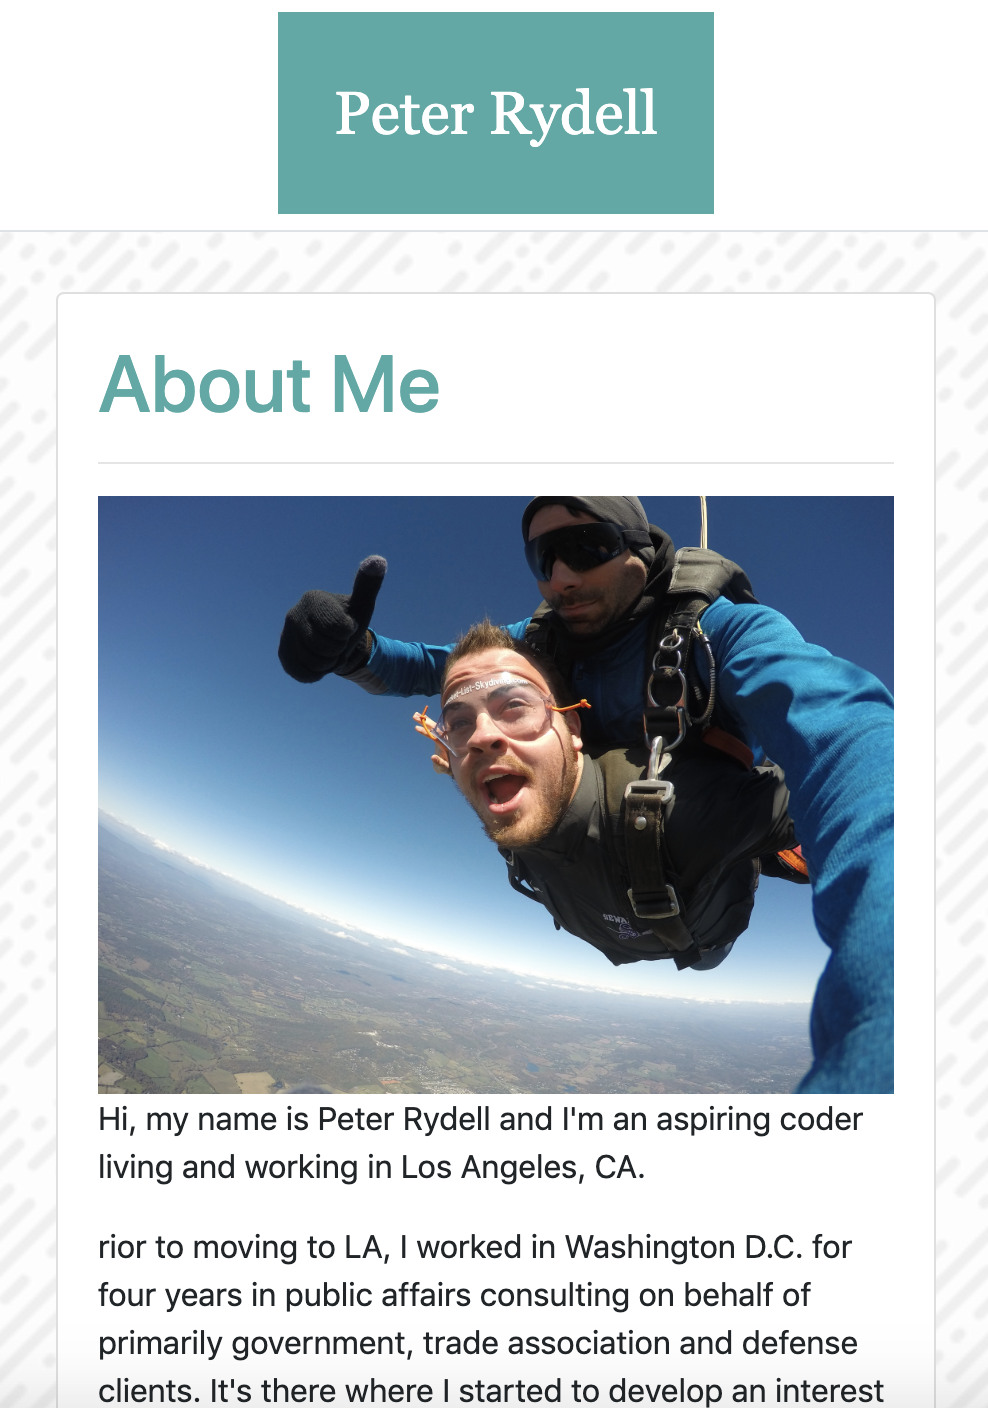 Peter Rydell
About Me
Hi, my name is Peter Rydell and I'm an aspiring coder
living and working in Los Angeles, CA.
rior to moving to LA, I worked in Washington D.C. for
four years in public affairs consulting on behalf of
primarily government, trade association and defense
clients. It's there where I started to develop an interest